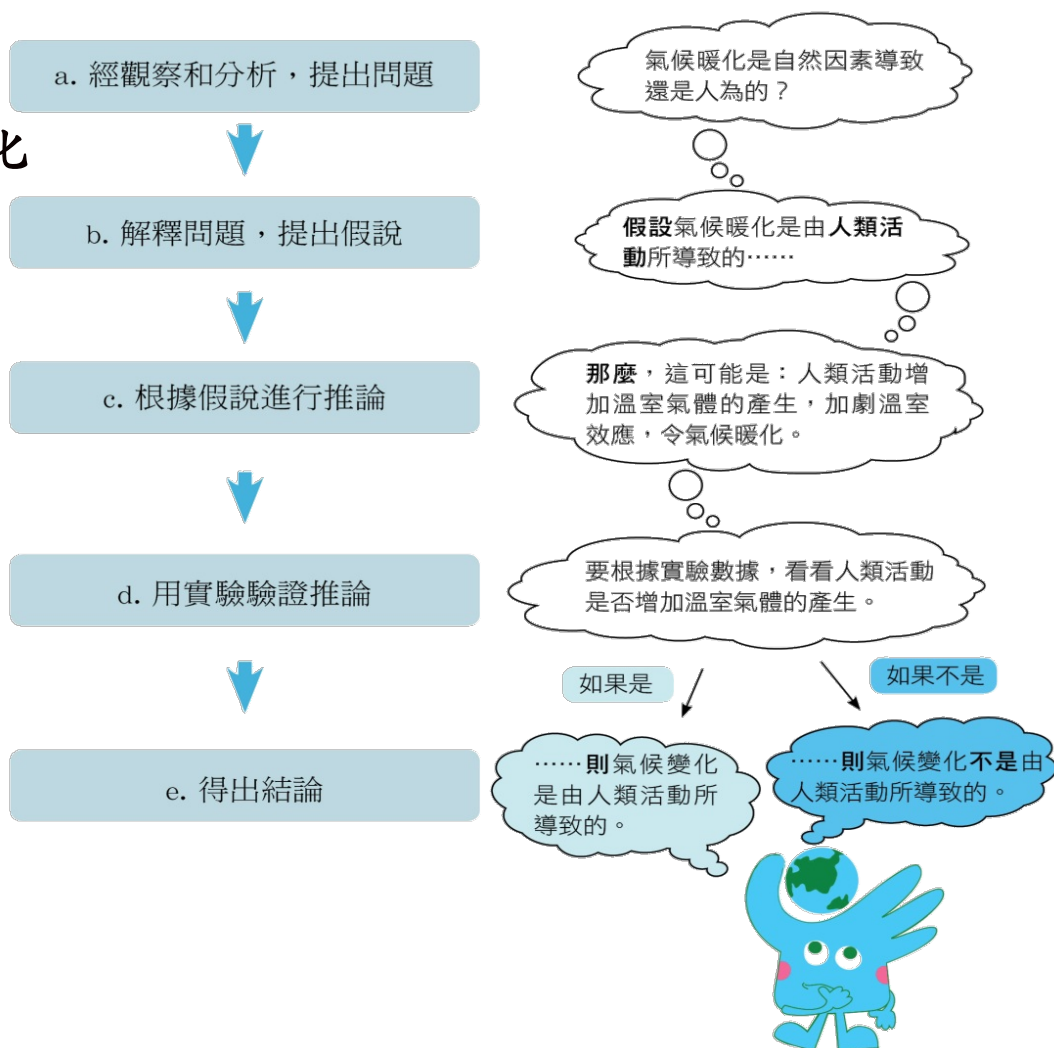 a. 經觀察和分析，提出問題
氣候暖化是自然因素導致
還是人為的？
化
b. 解釋問題，提出假說
假設氣候暖化是由人類活
動所導致的……
c. 根據假說進行推論
那麼，這可能是：人類活動增
加溫室氣體的產生，加劇溫室
效應，令氣候暖化。
d. 用實驗驗證推論
要根據實驗數據，看看人類活動
是否增加溫室氣體的產生。
如果是
如果不是
e. 得出結論
……則氣候變化
是由人類活動所
導致的。
……則氣候變化不是由
人類活動所導致的。